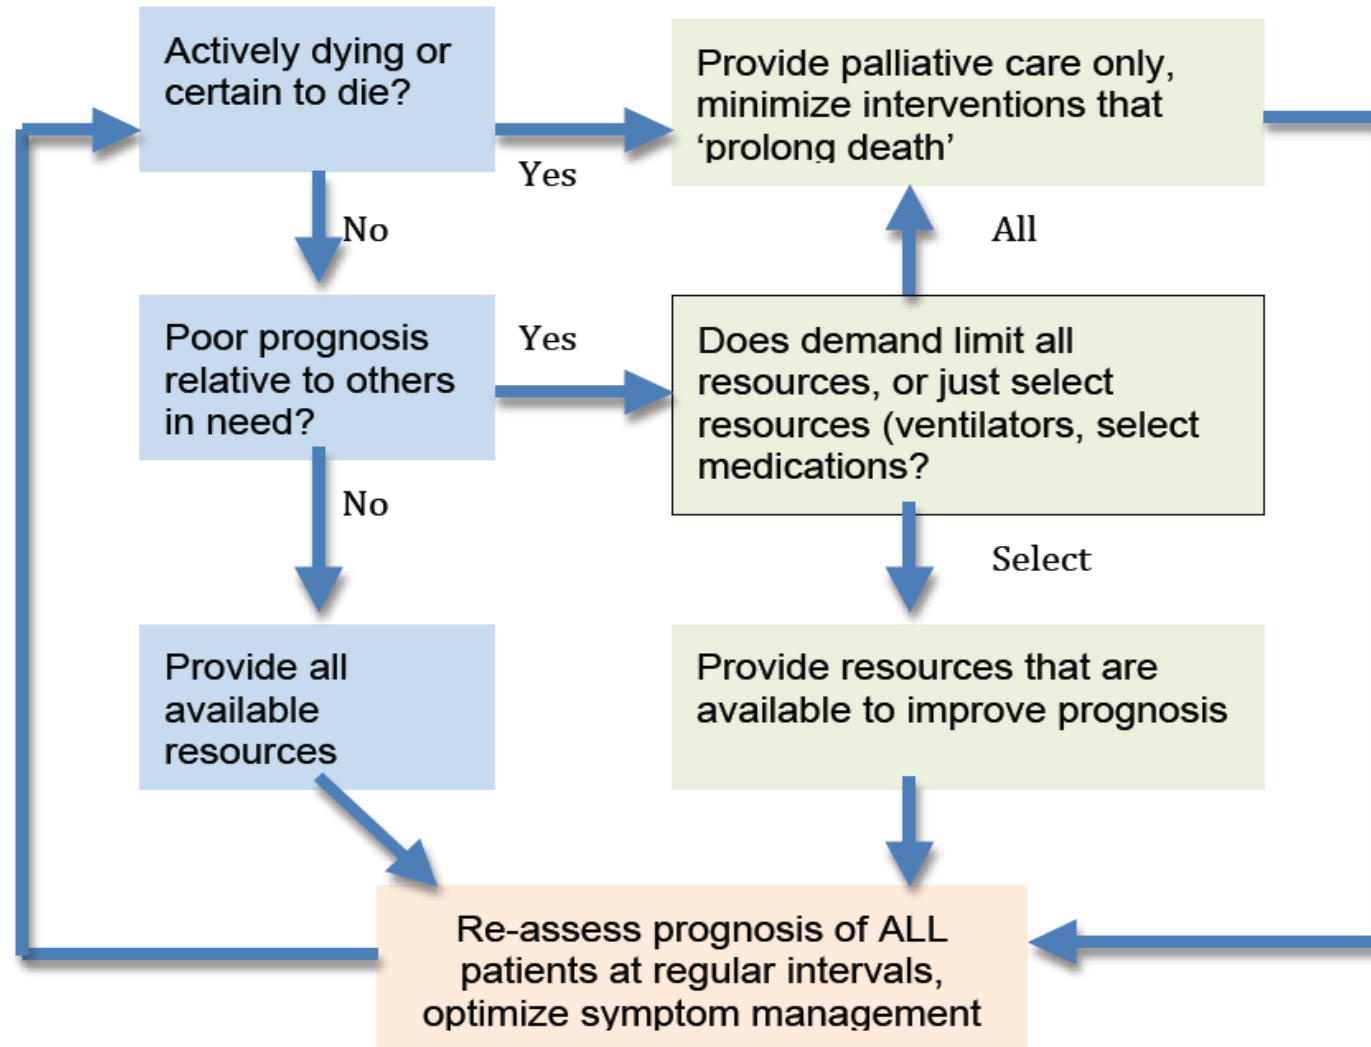 Actively dying or
certain to die?
Yes
Provide palliative care only,
minimize interventions that
‘prolong death’
No
All
Poor prognosis
relative to others
in need?
Yes
Does demand limit all
resources, or just select
resources (ventilators, select
medications?
No
Select
Provide all
available
resources
Provide resources that are
available to improve prognosis
Re-assess prognosis of ALL
patients at regular intervals,
optimize symptom management